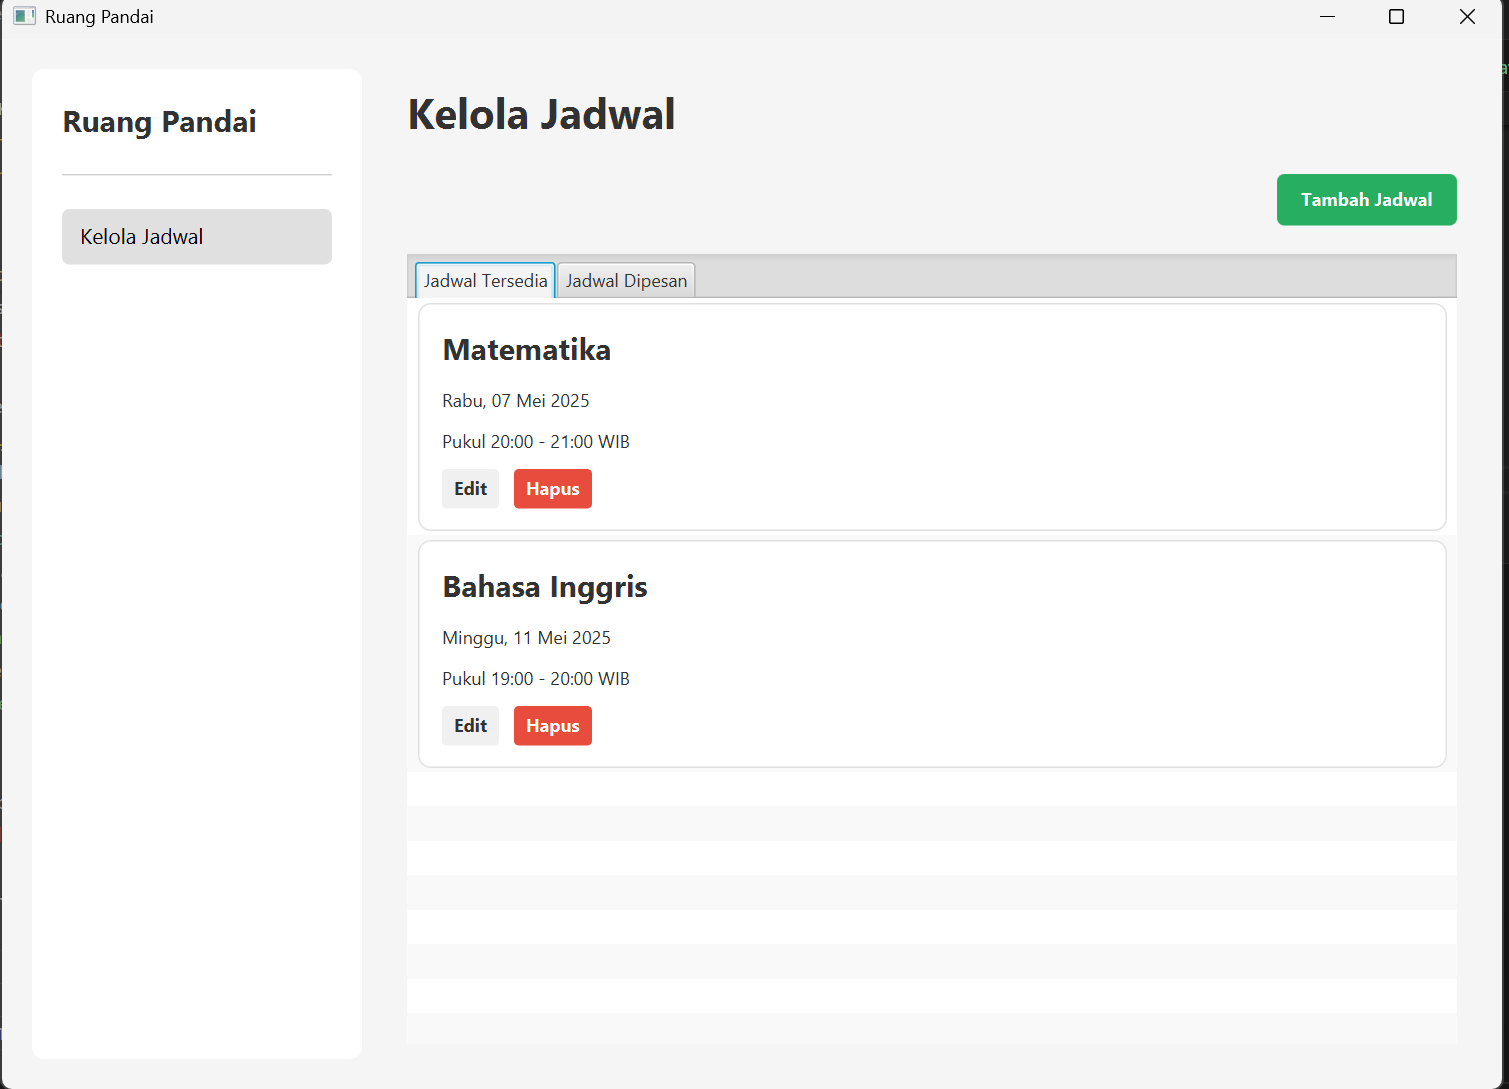 Ruang Pandai
Ruang Pandai
Kelola Jadwal
Kelola Jadwal
Tambah Jadwal
Jadwal Tersedia
Jadwal Dipesan
Matematika
Rabu, 07 Mei 2025
Pukul 20:00 - 21:00 WIB
Edit
Hapus
Bahasa Inggris
Minggu, 11 Mei 2025
Pukul 19:00 - 20:00 WIB
Edit
Hapus